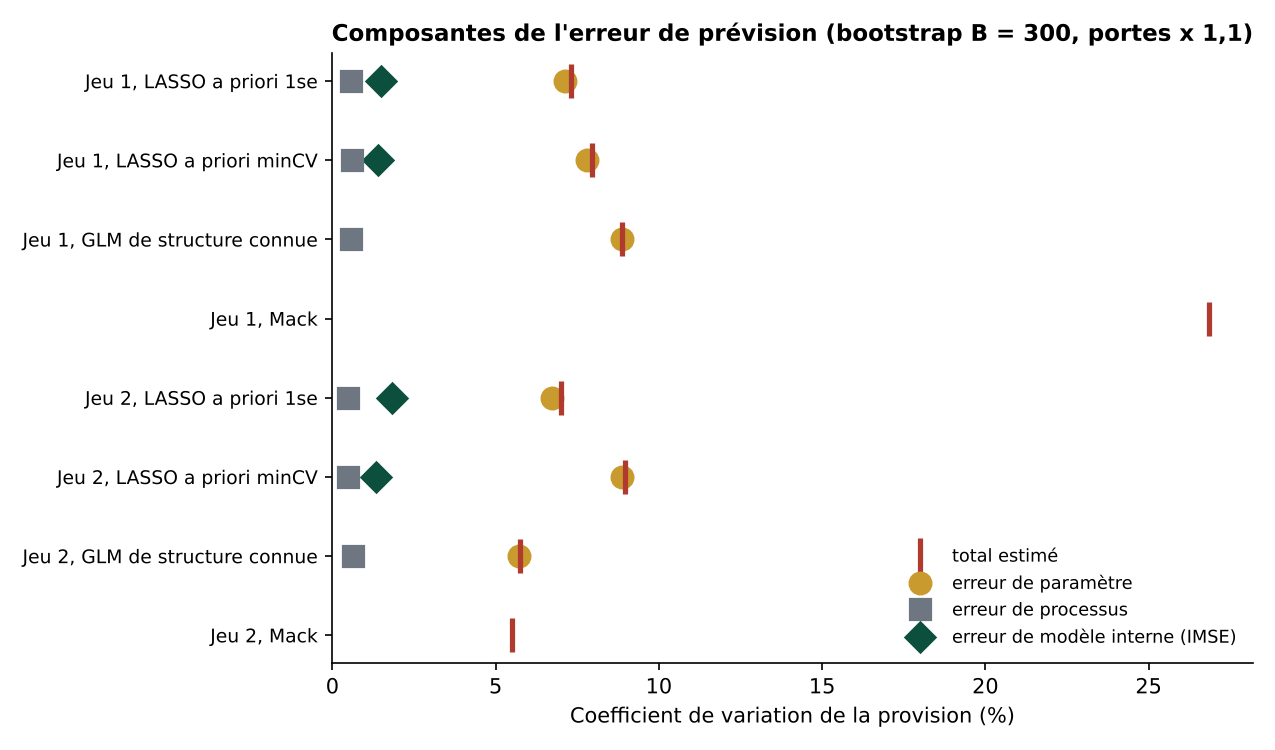 Composantes de l'erreur de prévision (bootstrap B = 300, portes x 1,1)
Jeu 1, LASSO a priori 1se
Jeu 1, LASSO a priori minCV
Jeu 1, GLM de structure connue
Jeu 1, Mack
Jeu 2, LASSO a priori 1se
Jeu 2, LASSO a priori minCV
Jeu 2, GLM de structure connue
Jeu 2, Mack
total estimé
erreur de paramètre
erreur de processus
erreur de modèle interne (IMSE)
0 5 10 15 20 25
Coefficient de variation de la provision (%)